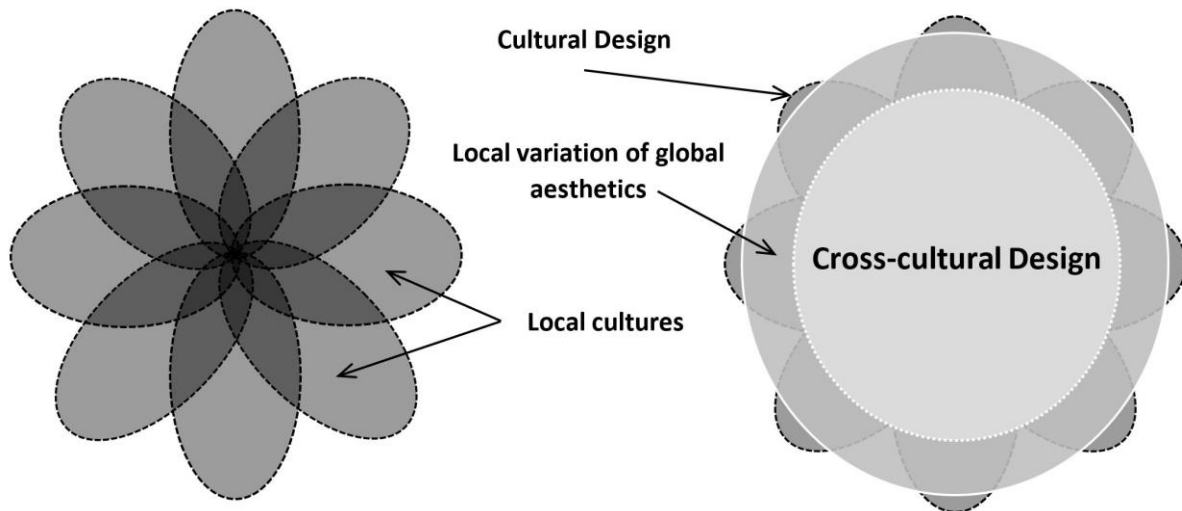 Cultural Design
Local variation of global
aesthetics
Cross-cultural Design
Local cultures